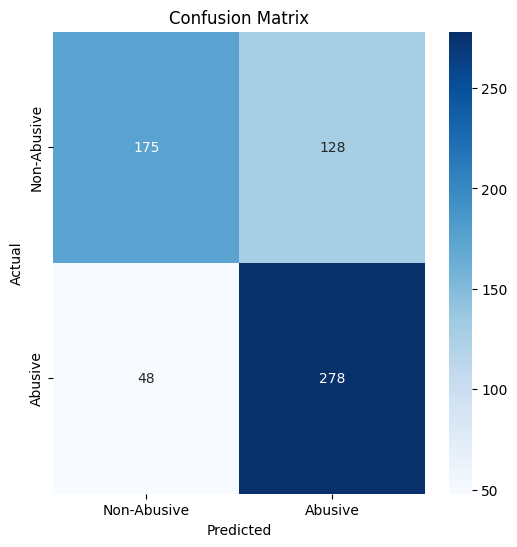 Confusion Matrix
Actual
Non-Abusive
Abusive
175 128
48 278
Non-Abusive Abusive
Predicted
250
200
150
100
50